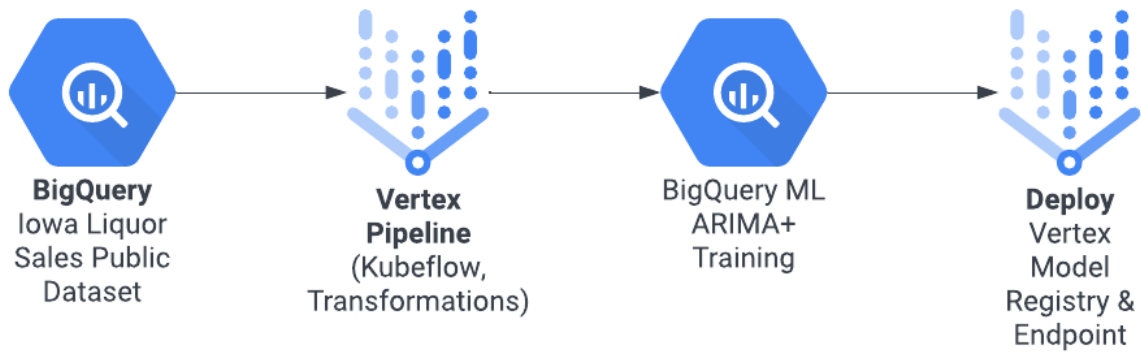 BigQuery
Iowa Liquor
Sales Public
Dataset
Vertex
Pipeline
(Kubeflow,
Transformations)
BigQuery ML
ARIMA+
Training
Deploy
Vertex
Model
Registry &
Endpoint